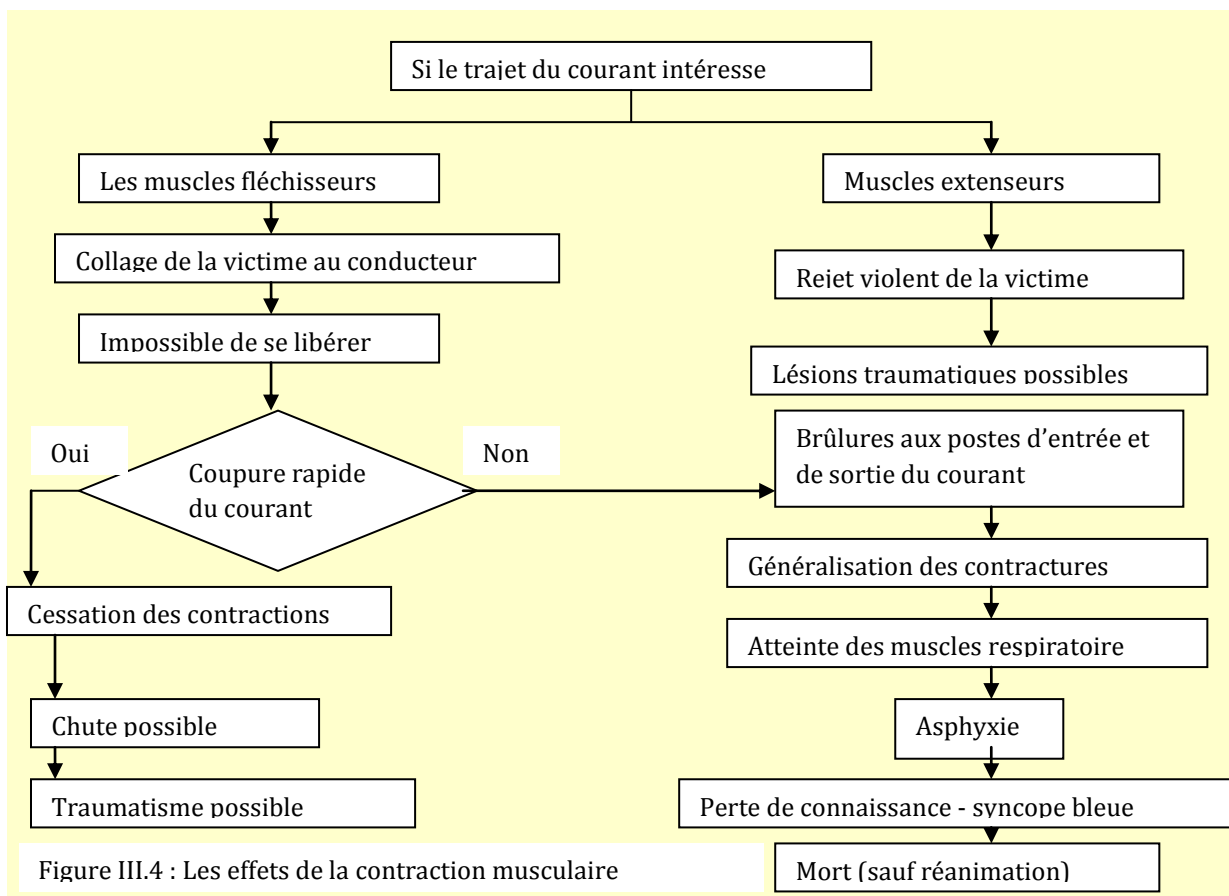 Si le trajet du courant intéresse
Les muscles fléchisseurs
Muscles extenseurs
Collage de la victime au conducteur
Rejet violent de la victime
Impossible de se libérer
Lésions traumatiques possibles
Oui
Coupure rapide
du courant
Non
Brûlures aux postes d'entrée et
de sortie du courant
Généralisation des contractures
Cessation des contractions
Atteinte des muscles respiratoire
Chute possible
Asphyxie
Traumatisme possible
Perte de connaissance - syncope bleue
Mort (sauf réanimation)
Figure III.4 : Les effets de la contraction musculaire